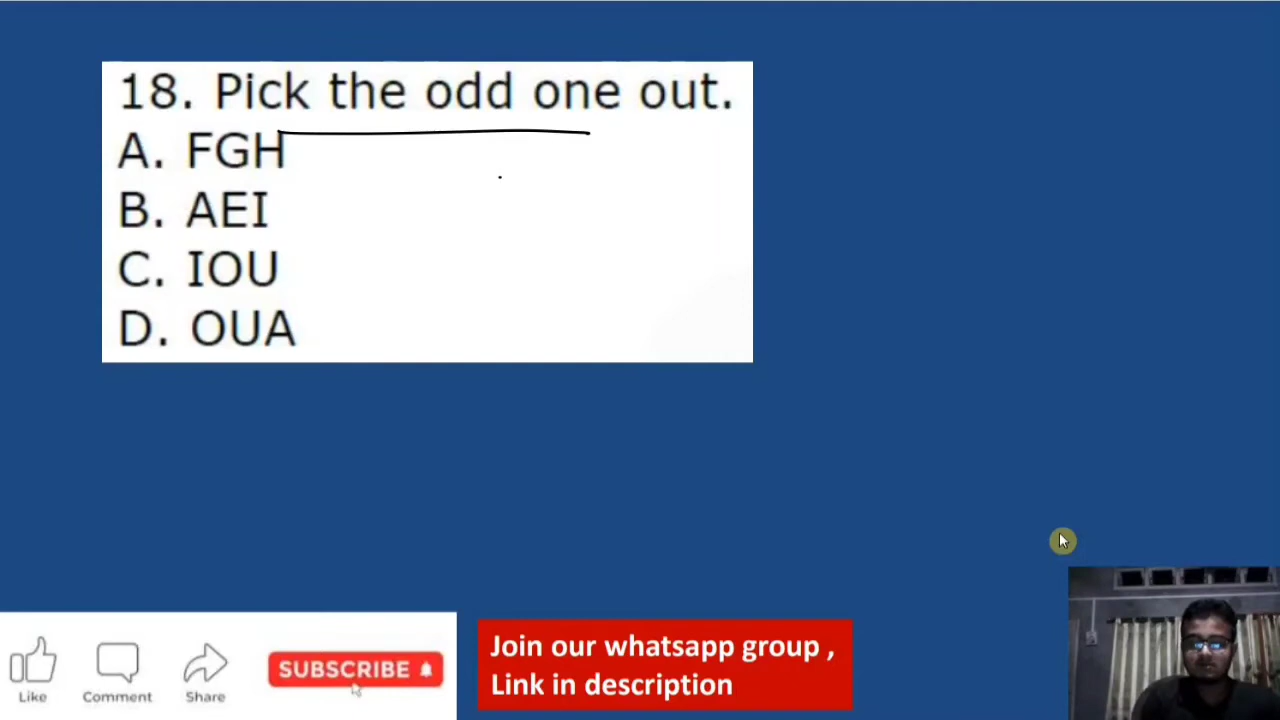 18. Pick the odd one out.
A. FGH
B. AEI
C. IOU
D. OUA
Like
Comment
Share
SUBSCRIBE
Join our whatsapp group ,
Link in description